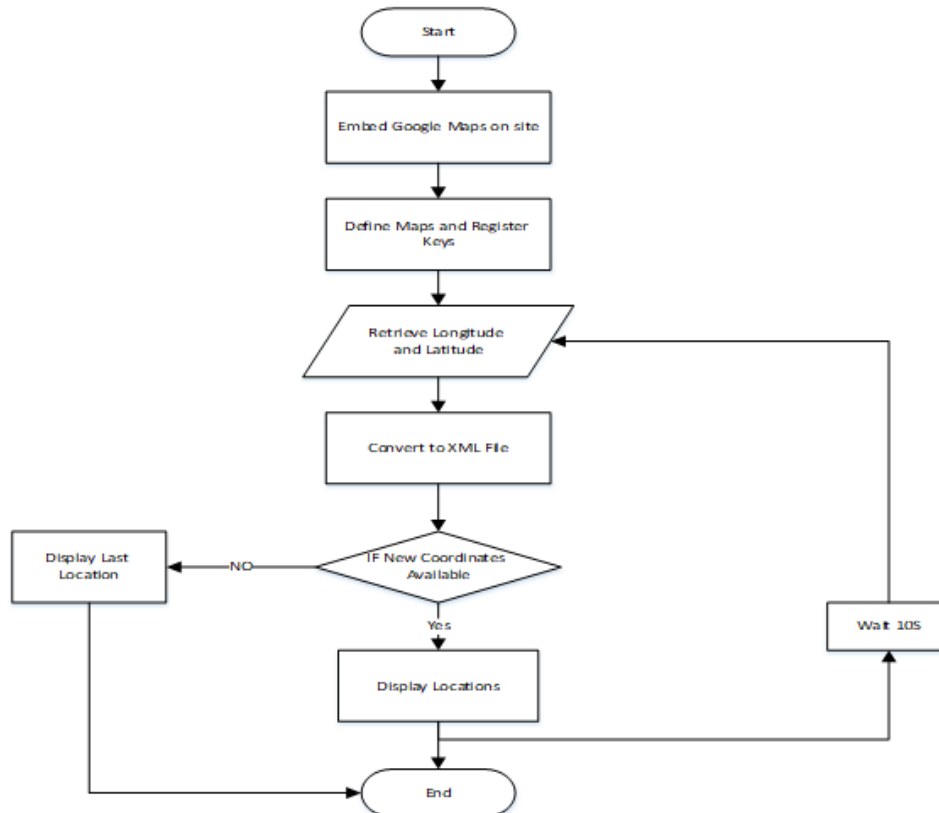 Start
Embed Google Maps on site
Define Maps and Register
Keys
Retrieve Longitude
and Latitude
Convert to XML File
IF New Coordinates
Available
NO
Display Last
Location
Yes
Wait 10S
Display Locations
End